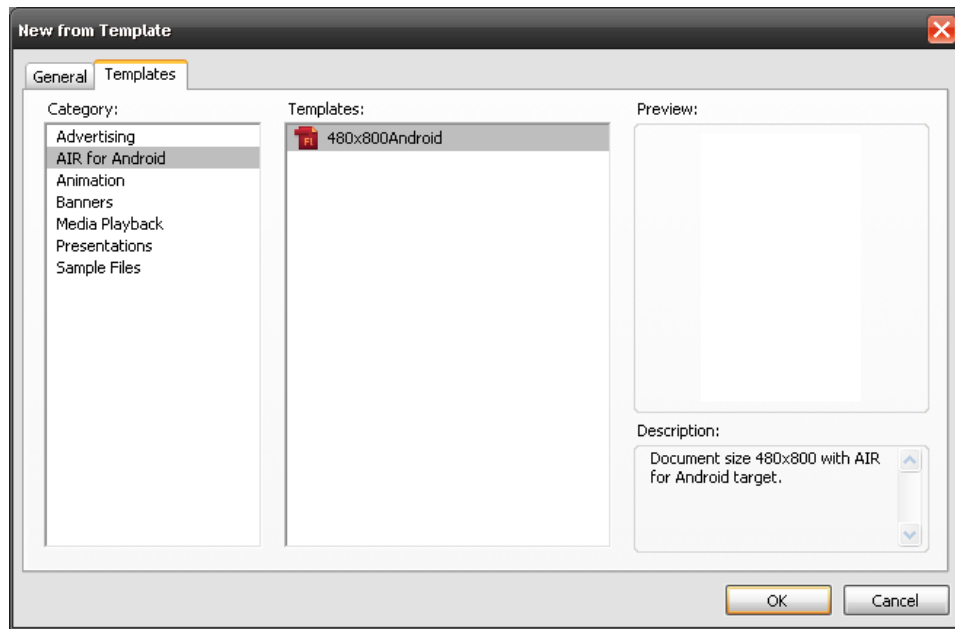 New from Template
General
Templates
Category:
Templates:
Preview:
Advertising
AIR for Android
Animation
Banners
Media Playback
Presentations
Sample Files
FL
480x800Android
Description:
Document size 480x800 with AIR
for Android target.
OK
Cancel